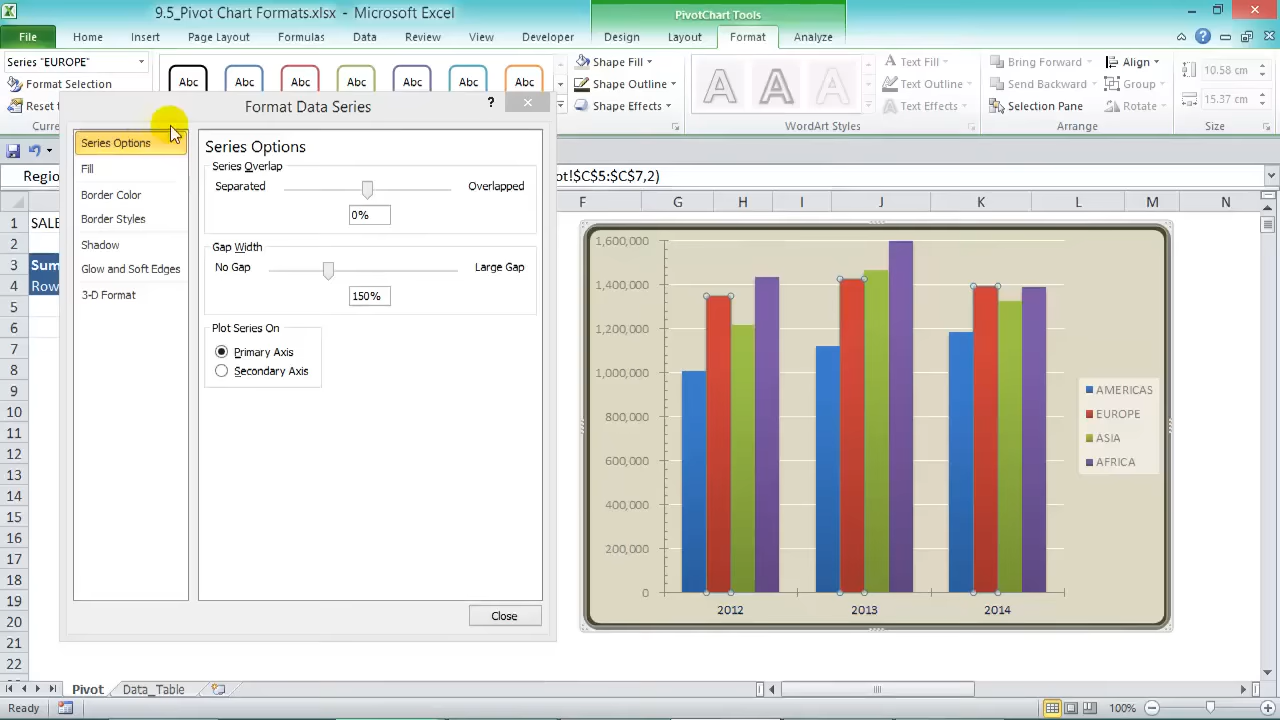 9.5_Pivot Chart Formats.xlsx - Microsoft Excel
PivotChart Tools
File Home Insert Page Layout Formulas Data Review View Developer Design Layout Format Analyze
Series "EUROPE"
Format Selection
Reset
Curre
Abc Abc Abc Abc Abc Abc Abc
Shape Fill
Shape Outline
Shape Effects
A A A
Text Fill
Text Outline
Text Effects
WordArt Styles
Bring Forward
Send Backward
Selection Pane
Align
Group
Rotate
Arrange
10.58 cm
15.37 cm
Size
Format Data Series
?
Series Options
Fill
Border Color
Border Styles
Shadow
Glow and Soft Edges
3-D Format
Series Options
Series Overlap
Separated
Overlapped
0%
Gap Width
No Gap
Large Gap
150%
Plot Series On
Primary Axis
Secondary Axis
Close
Region
ot!$C$5:$C$7,2)
F G H I J K L M N
1 SALE
2
3 Sum
4 Row
5
6
7
8
9
10
11
12
13
14
15
16
17
18
19
20
21
22
1,600,000
1,400,000
1,200,000
1,000,000
800,000
600,000
400,000
200,000
0
2012 2013 2014
AMERICAS
EUROPE
ASIA
AFRICA
Pivot Data_Table
Ready
100%